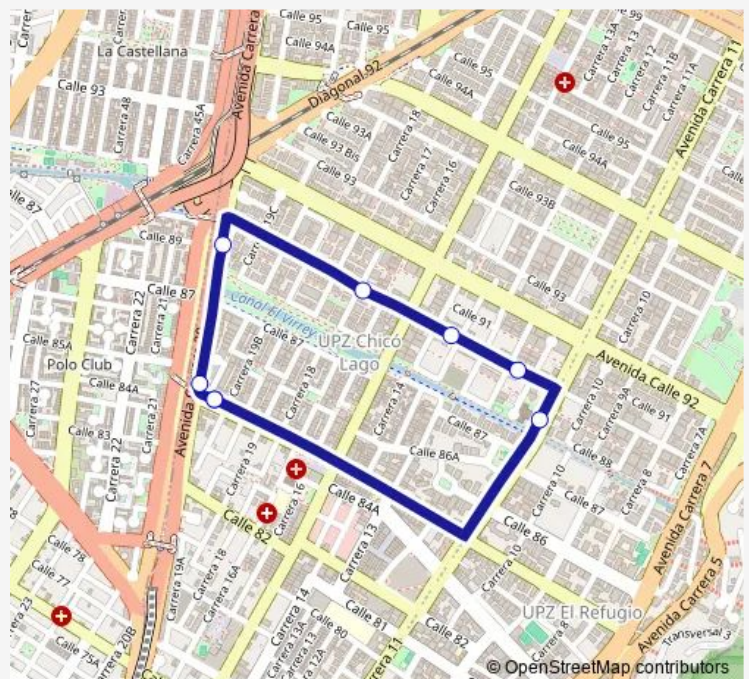 Calle 95
Calle 95
Calle 94A
Avenida Carrera
La Castellana
Calle 93
Carrera 48
Carrera 45A
Diagonal 92
Calle 95
Calle 94A
Carrera 13A
Carrera 13
Carrera 12
Carrera 11B
Carrera 11A
Avenida Carrera 11
Calle 95
Calle 94A
Calle 93A
Calle 93 Bis
Calle 93
Carrera 18
Carrera 17
Carrera 16
Calle 93B
Calle 93
Calle 89
19C
Calle 87
Carrera 22
Carrera 21
Canal El Virrey
Calle 87
UPZ Chicó
Lago
Calle 91
Carrera 10
Avenida Calle 92
Calle 85A
Polo Club
Calle 84A
Carrera 19B
Carrera 18
Carrera 14
Carrera 27
Calle 83
Carrera 22
Carrera 21
Carrera 19
Calle 87
Calle 86A
Carrera 10
Carrera 9A
Calle 91
Calle 88
Carrera 7A
Carrera 8
Carrera 10
Calle 87
Calle 86
Carrera 10
Carrera 16
Calle 84A
Calle 82
Carrera 13
Avenida Carrera 7
Avenida Carrera 5
Calle 78
Calle 77
Carrera 23
Calle 75A
Carrera 20B
Carrera 19A
Carrera 18
Carrera 16A
Carrera 14
Carrera 13A
Carrera 13
Carrera 12A
Calle 80
Calle 81
Calle 82
UPZ El Refugio
Carrera 8
Transversal 3
© OpenStreetMap contributors